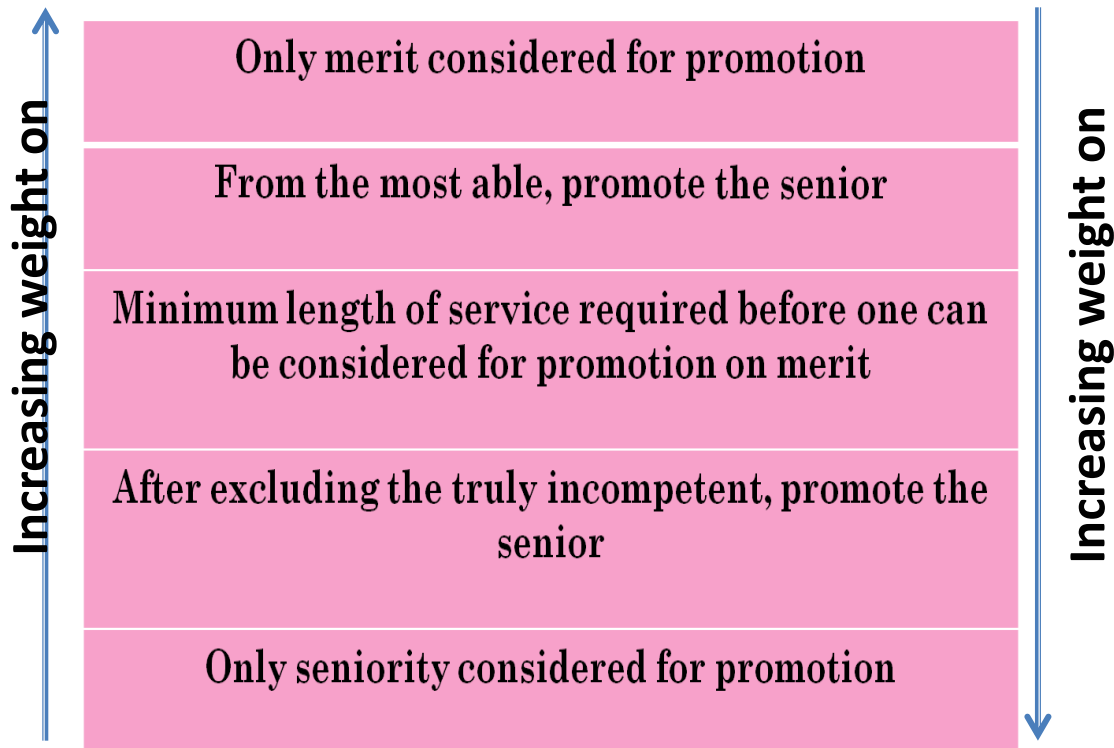 Increasing weight on
Only merit considered for promotion
From the most able, promote the senior
Minimum length of service required before one can
be considered for promotion on merit
After excluding the truly incompetent, promote the
senior
Only seniority considered for promotion
Increasing weight on